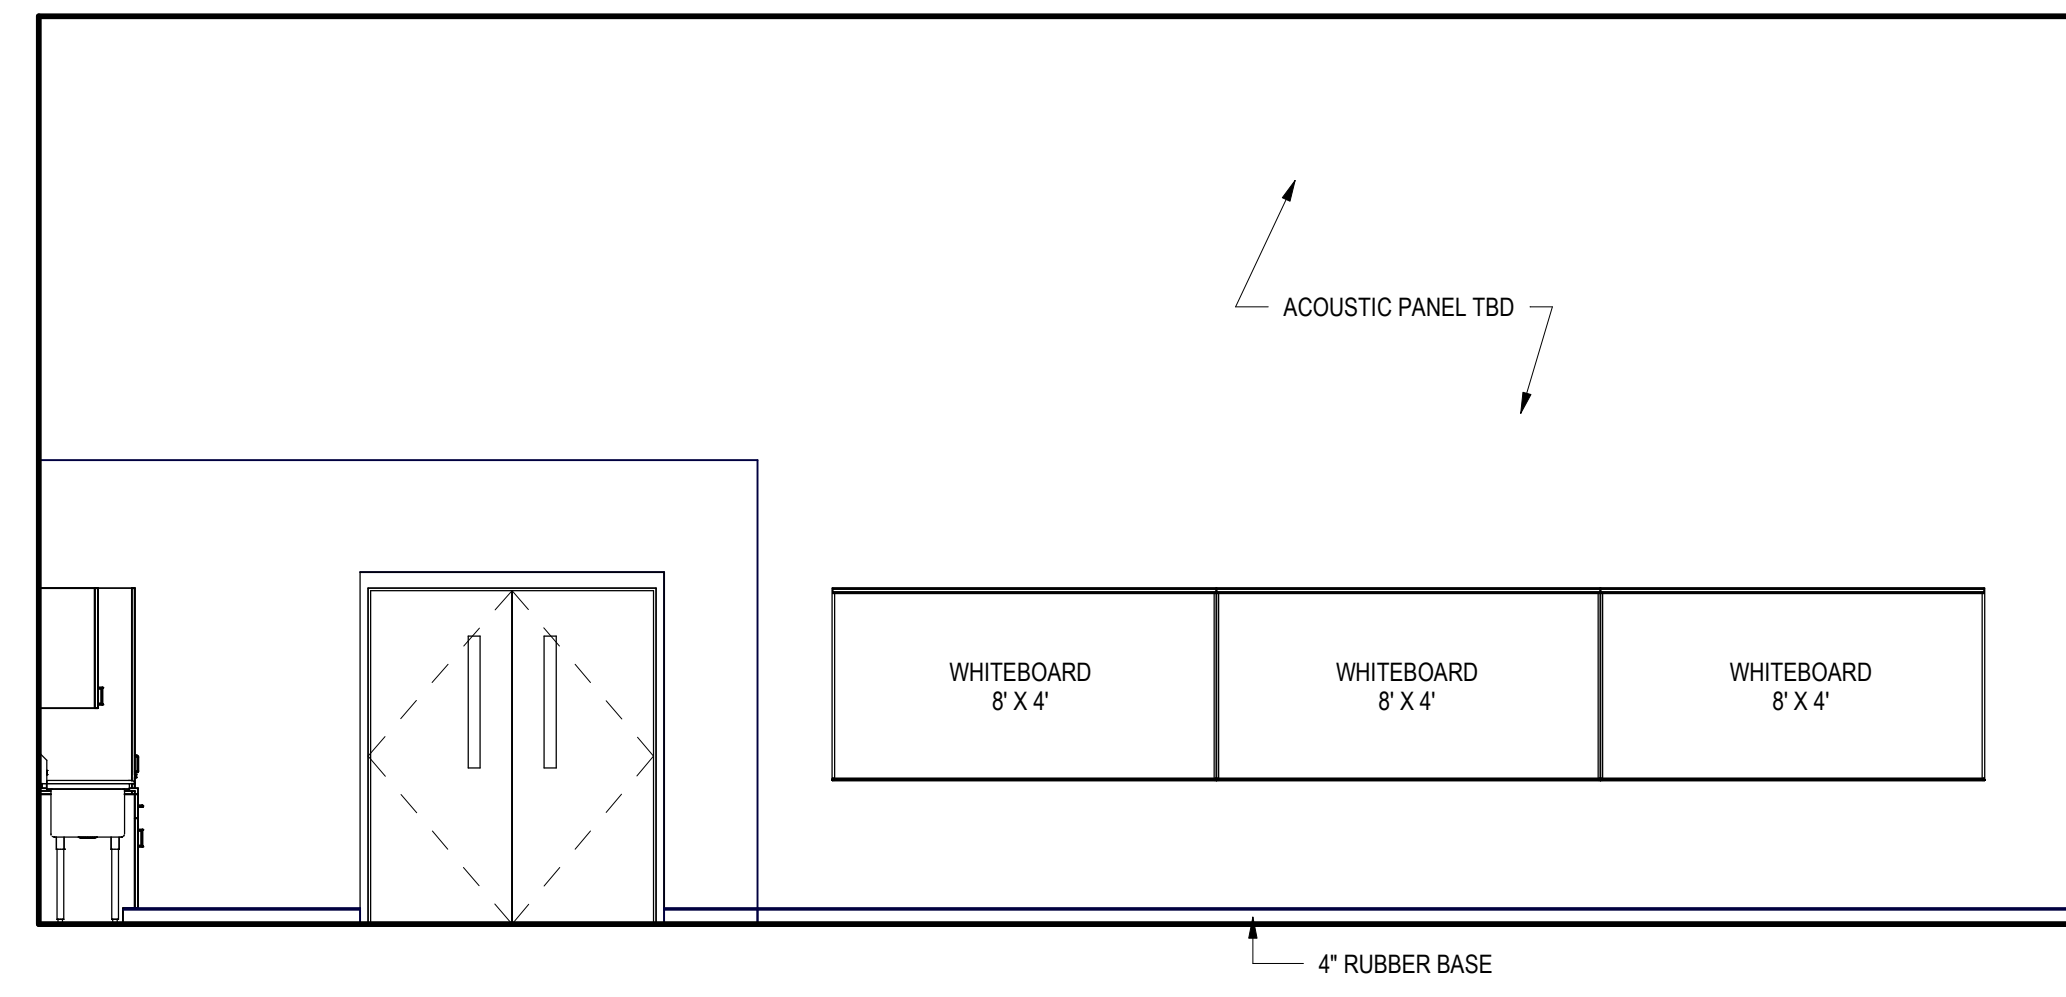 ACOUSTIC PANEL TBD
WHITEBOARD
8' X 4'
WHITEBOARD
8' X 4'
WHITEBOARD
8' X 4'
4" RUBBER BASE